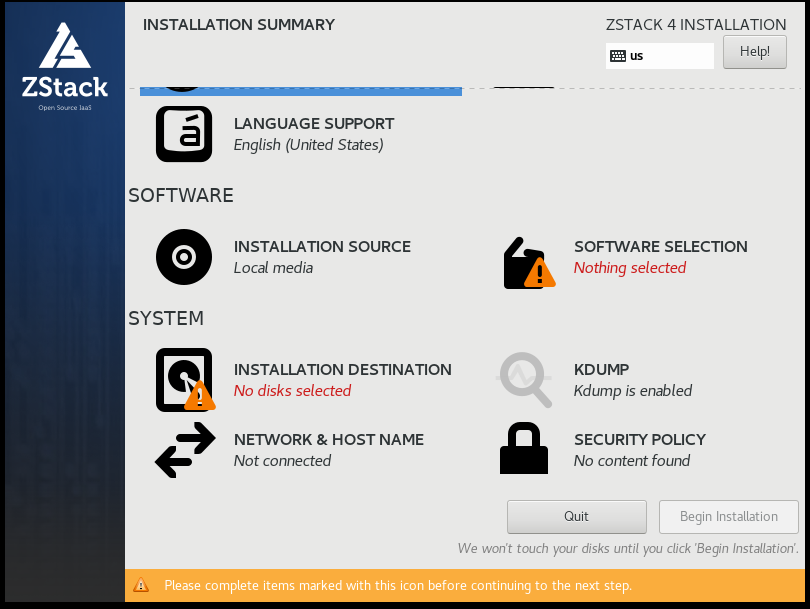 INSTALLATION SUMMARY
ZSTACK 4 INSTALLATION
us
Help!
ZStack
Open Source IaaS
á
LANGUAGE SUPPORT
English (United States)
SOFTWARE
INSTALLATION SOURCE
Local media
SOFTWARE SELECTION
Nothing selected
SYSTEM
INSTALLATION DESTINATION
No disks selected
KDUMP
Kdump is enabled
NETWORK & HOST NAME
Not connected
SECURITY POLICY
No content found
Quit
Begin Installation
We won't touch your disks until you click 'Begin Installation'.
Please complete items marked with this icon before continuing to the next step.